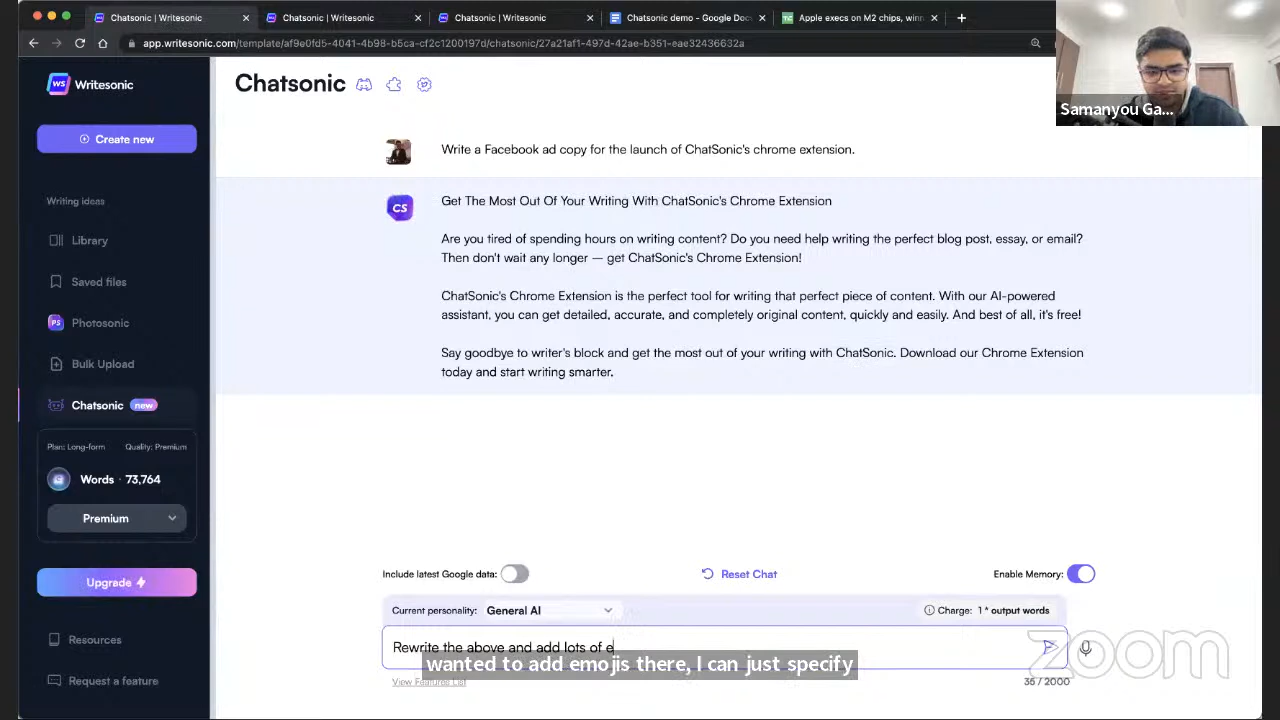 Chatsonic | Writesonic
Chatsonic | Writesonic
Chatsonic | Writesonic
Chatsonic demo - Google Doc
Apple execs on M2 chips, winn
app.writesonic.com/template/af9e0fd5-4041-4b98-b5ca-cf2c1200197d/chatsonic/27a21af1-497d-42ae-b351-eae32436632a
Samanyou Ga...
WS Writesonic
Create new
Writing ideas
Library
Saved files
PS Photosonic
Bulk Upload
Chatsonic new
Plan: Long-form Quality: Premium
Words · 73,764
Premium
Upgrade
Resources
Request a feature
Chatsonic
Write a Facebook ad copy for the launch of ChatSonic's chrome extension.
CS
Get The Most Out Of Your Writing With ChatSonic's Chrome Extension
Are you tired of spending hours on writing content? Do you need help writing the perfect blog post, essay, or email?
Then don't wait any longer – get ChatSonic's Chrome Extension!
ChatSonic's Chrome Extension is the perfect tool for writing that perfect piece of content. With our AI-powered
assistant, you can get detailed, accurate, and completely original content, quickly and easily. And best of all, it's free!
Say goodbye to writer's block and get the most out of your writing with ChatSonic. Download our Chrome Extension
today and start writing smarter.
Include latest Google data:
Reset Chat
Enable Memory:
Current personality: General AI
Charge: 1 * output words
Rewrite the above and add lots of e
wanted to add emojis there, I can just specify
View Features List
35 / 2000
zoom